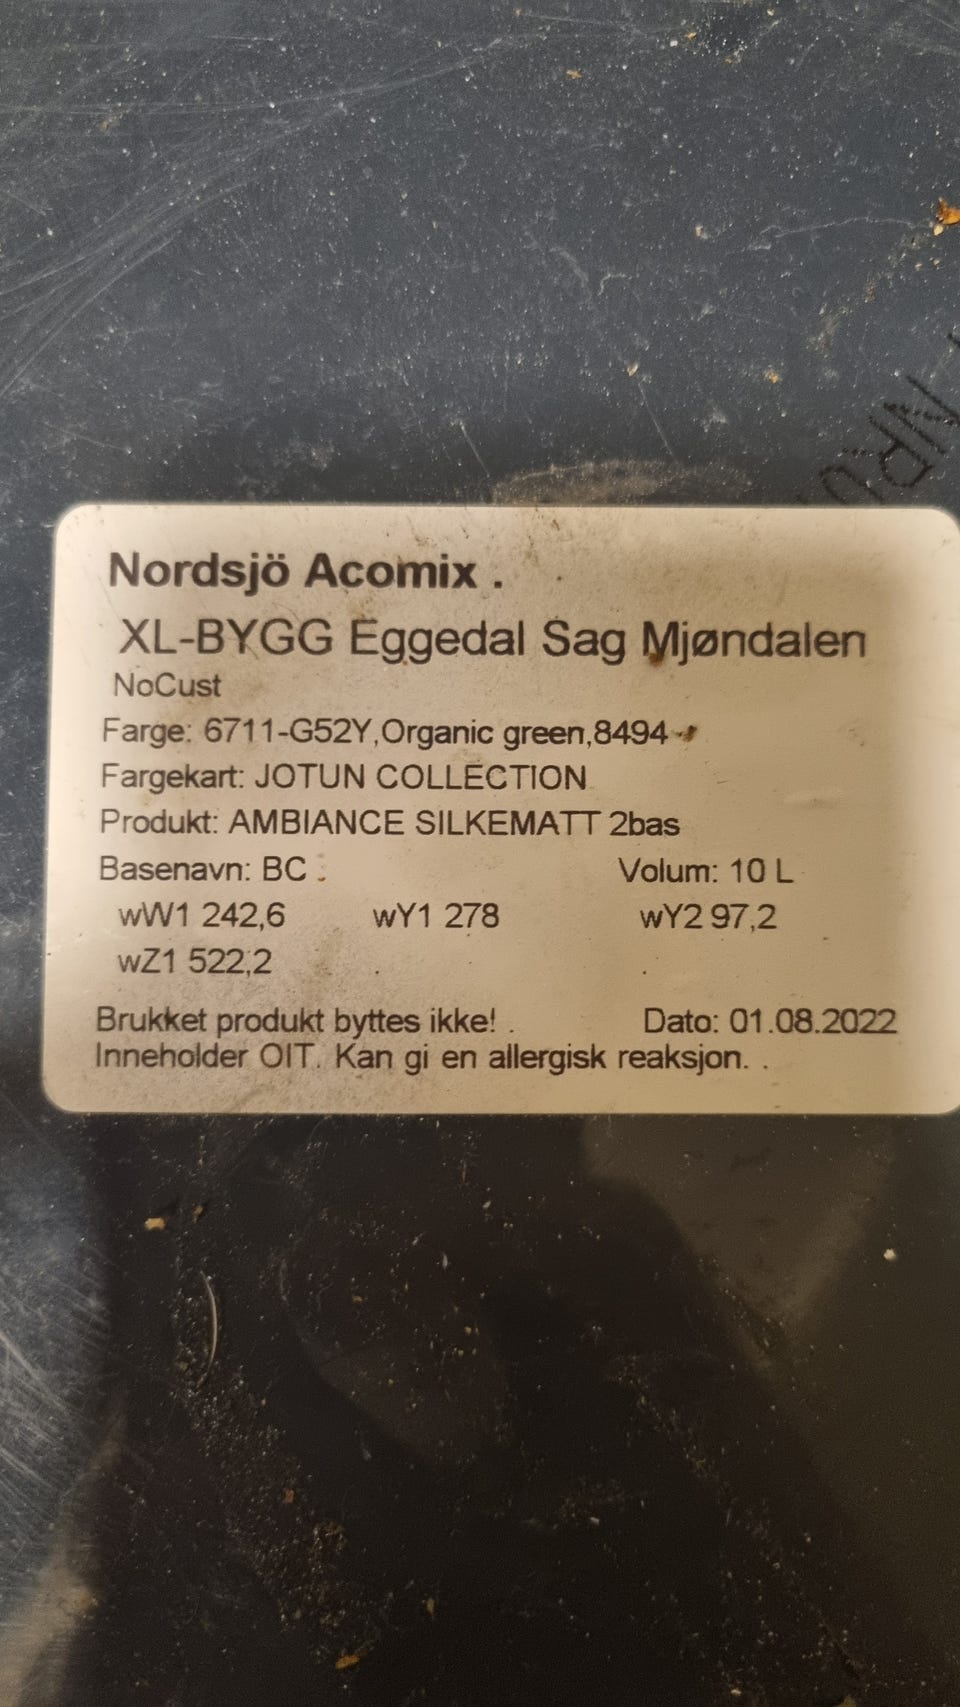 Nordsjö Acomix .
XL-BYGG Eggedal Sag Mjøndalen
NoCust
Farge: 6711-G52Y,Organic green,8494
Fargekart: JOTUN COLLECTION
Produkt: AMBIANCE SILKEMATT 2bas
Basenavn: BC Volum: 10 L
wW1 242,6 wY1 278 wY2 97,2
wZ1 522,2
Brukket produkt byttes ikke! . Dato: 01.08.2022
Inneholder OIT. Kan gi en allergisk reaksjon. .